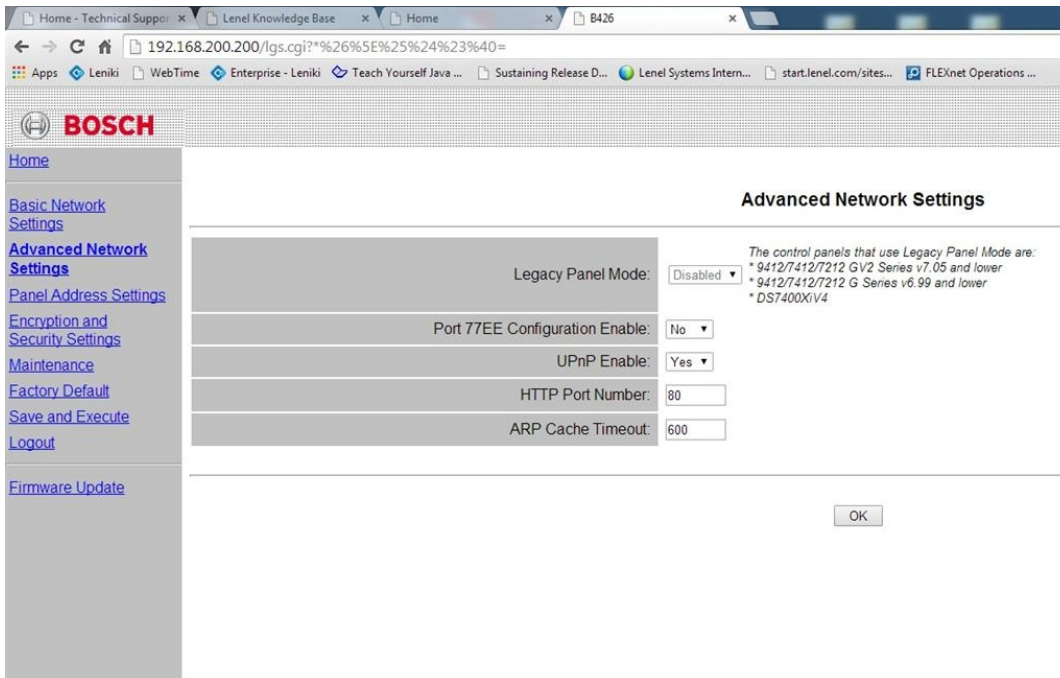 Home - Technical Suppor
Lenel Knowledge Base
Home
B426
192.168.200.200/lgs.cgi?*%26%5E%25%24%23%40=
Apps
Leniki
WebTime
Enterprise - Leniki
Teach Yourself Java ...
Sustaining Release D...
Lenel Systems Intern...
start.lenel.com/sites...
FLEXnet Operations ...
BOSCH
Home
Basic Network
Settings
Advanced Network
Settings
Panel Address Settings
Encryption and
Security Settings
Maintenance
Factory Default
Save and Execute
Logout
Firmware Update
Advanced Network Settings
Legacy Panel Mode:
Disabled
The control panels that use Legacy Panel Mode are:
* 9412/7412/7212 GV2 Series v7.05 and lower
* 9412/7412/7212 G Series v6.99 and lower
* DS7400XiV4
Port 77EE Configuration Enable:
No
UPnP Enable:
Yes
HTTP Port Number:
80
ARP Cache Timeout:
600
OK